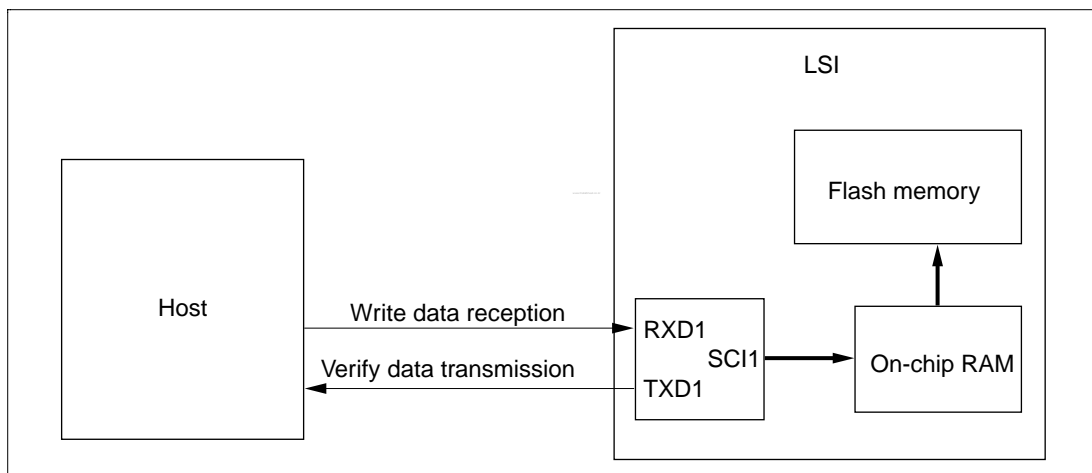 LSI
Flash memory
Host
Write data reception
RXD1
SCI1
On-chip RAM
Verify data transmission
TXD1